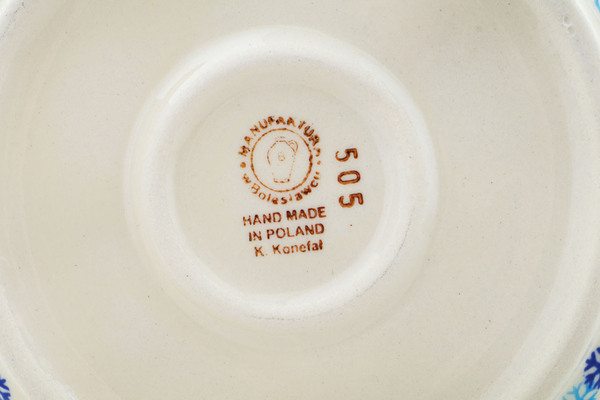 MANUFAKTURA
w Bolesławcu
HAND MADE
IN POLAND
K. Konefał
505